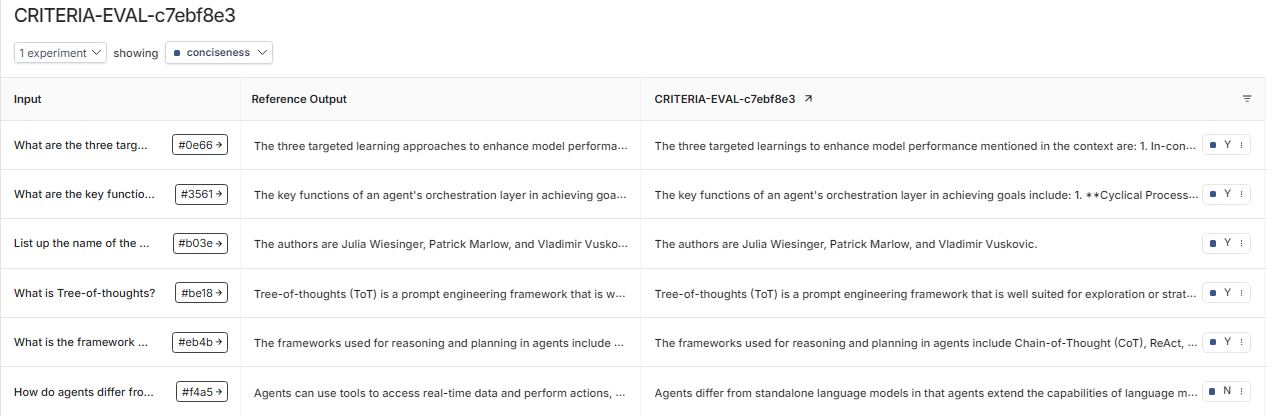 CRITERIA-EVAL-c7ebf8e3
1 experiment showing conciseness
Input Reference Output CRITERIA-EVAL-c7ebf8e3
What are the three targ... #0e66 → The three targeted learning approaches to enhance model performa... The three targeted learnings to enhance model performance mentioned in the context are: 1. In-con... Y
What are the key functio... #3561 → The key functions of an agent's orchestration layer in achieving goa... The key functions of an agent's orchestration layer in achieving goals include: 1. **Cyclical Process... Y
List up the name of the ... #b03e → The authors are Julia Wiesinger, Patrick Marlow, and Vladimir Vusko... The authors are Julia Wiesinger, Patrick Marlow, and Vladimir Vuskovic. Y
What is Tree-of-thoughts? #be18 → Tree-of-thoughts (ToT) is a prompt engineering framework that is w... Tree-of-thoughts (ToT) is a prompt engineering framework that is well suited for exploration or strat... Y
What is the framework ... #eb4b → The frameworks used for reasoning and planning in agents include ... The frameworks used for reasoning and planning in agents include Chain-of-Thought (CoT), ReAct, ... Y
How do agents differ fro... #f4a5 → Agents can use tools to access real-time data and perform actions, ... Agents differ from standalone language models in that agents extend the capabilities of language m... N